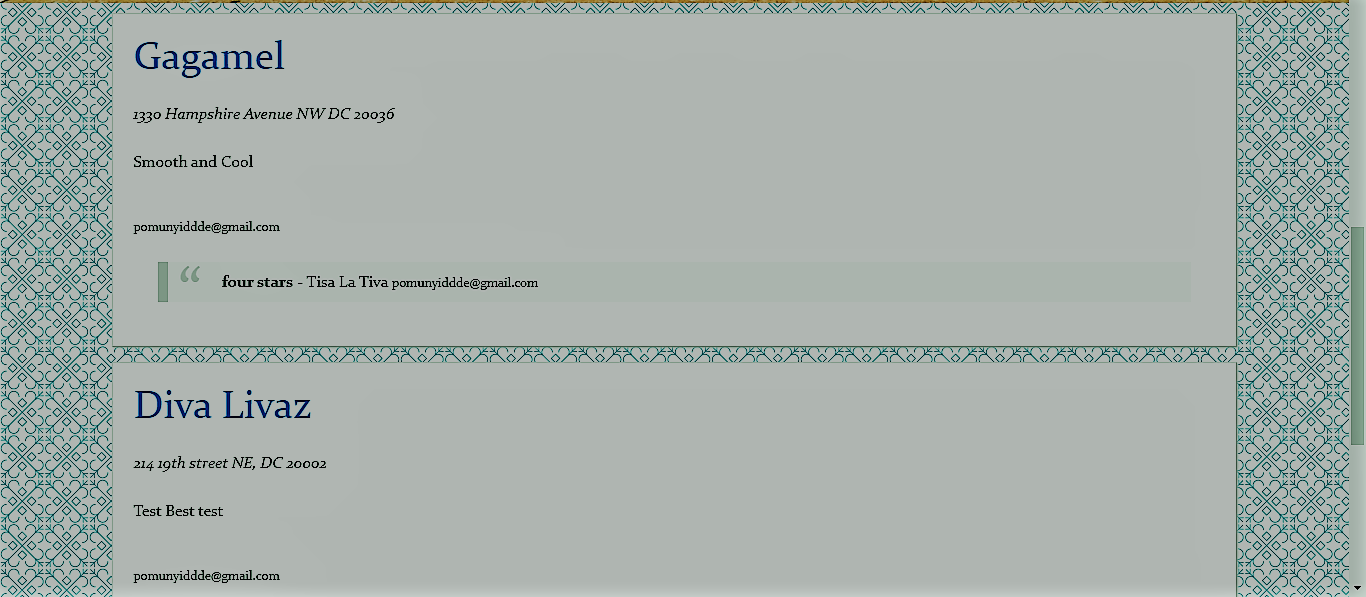 Gagamel
1330 Hampshire Avenue NW DC 20036
Smooth and Cool
pomunyiddde@gmail.com
“ four stars - Tisa La Tiva pomunyiddde@gmail.com
Diva Livaz
214 19th street NE, DC 20002
Test Best test
pomunyiddde@gmail.com